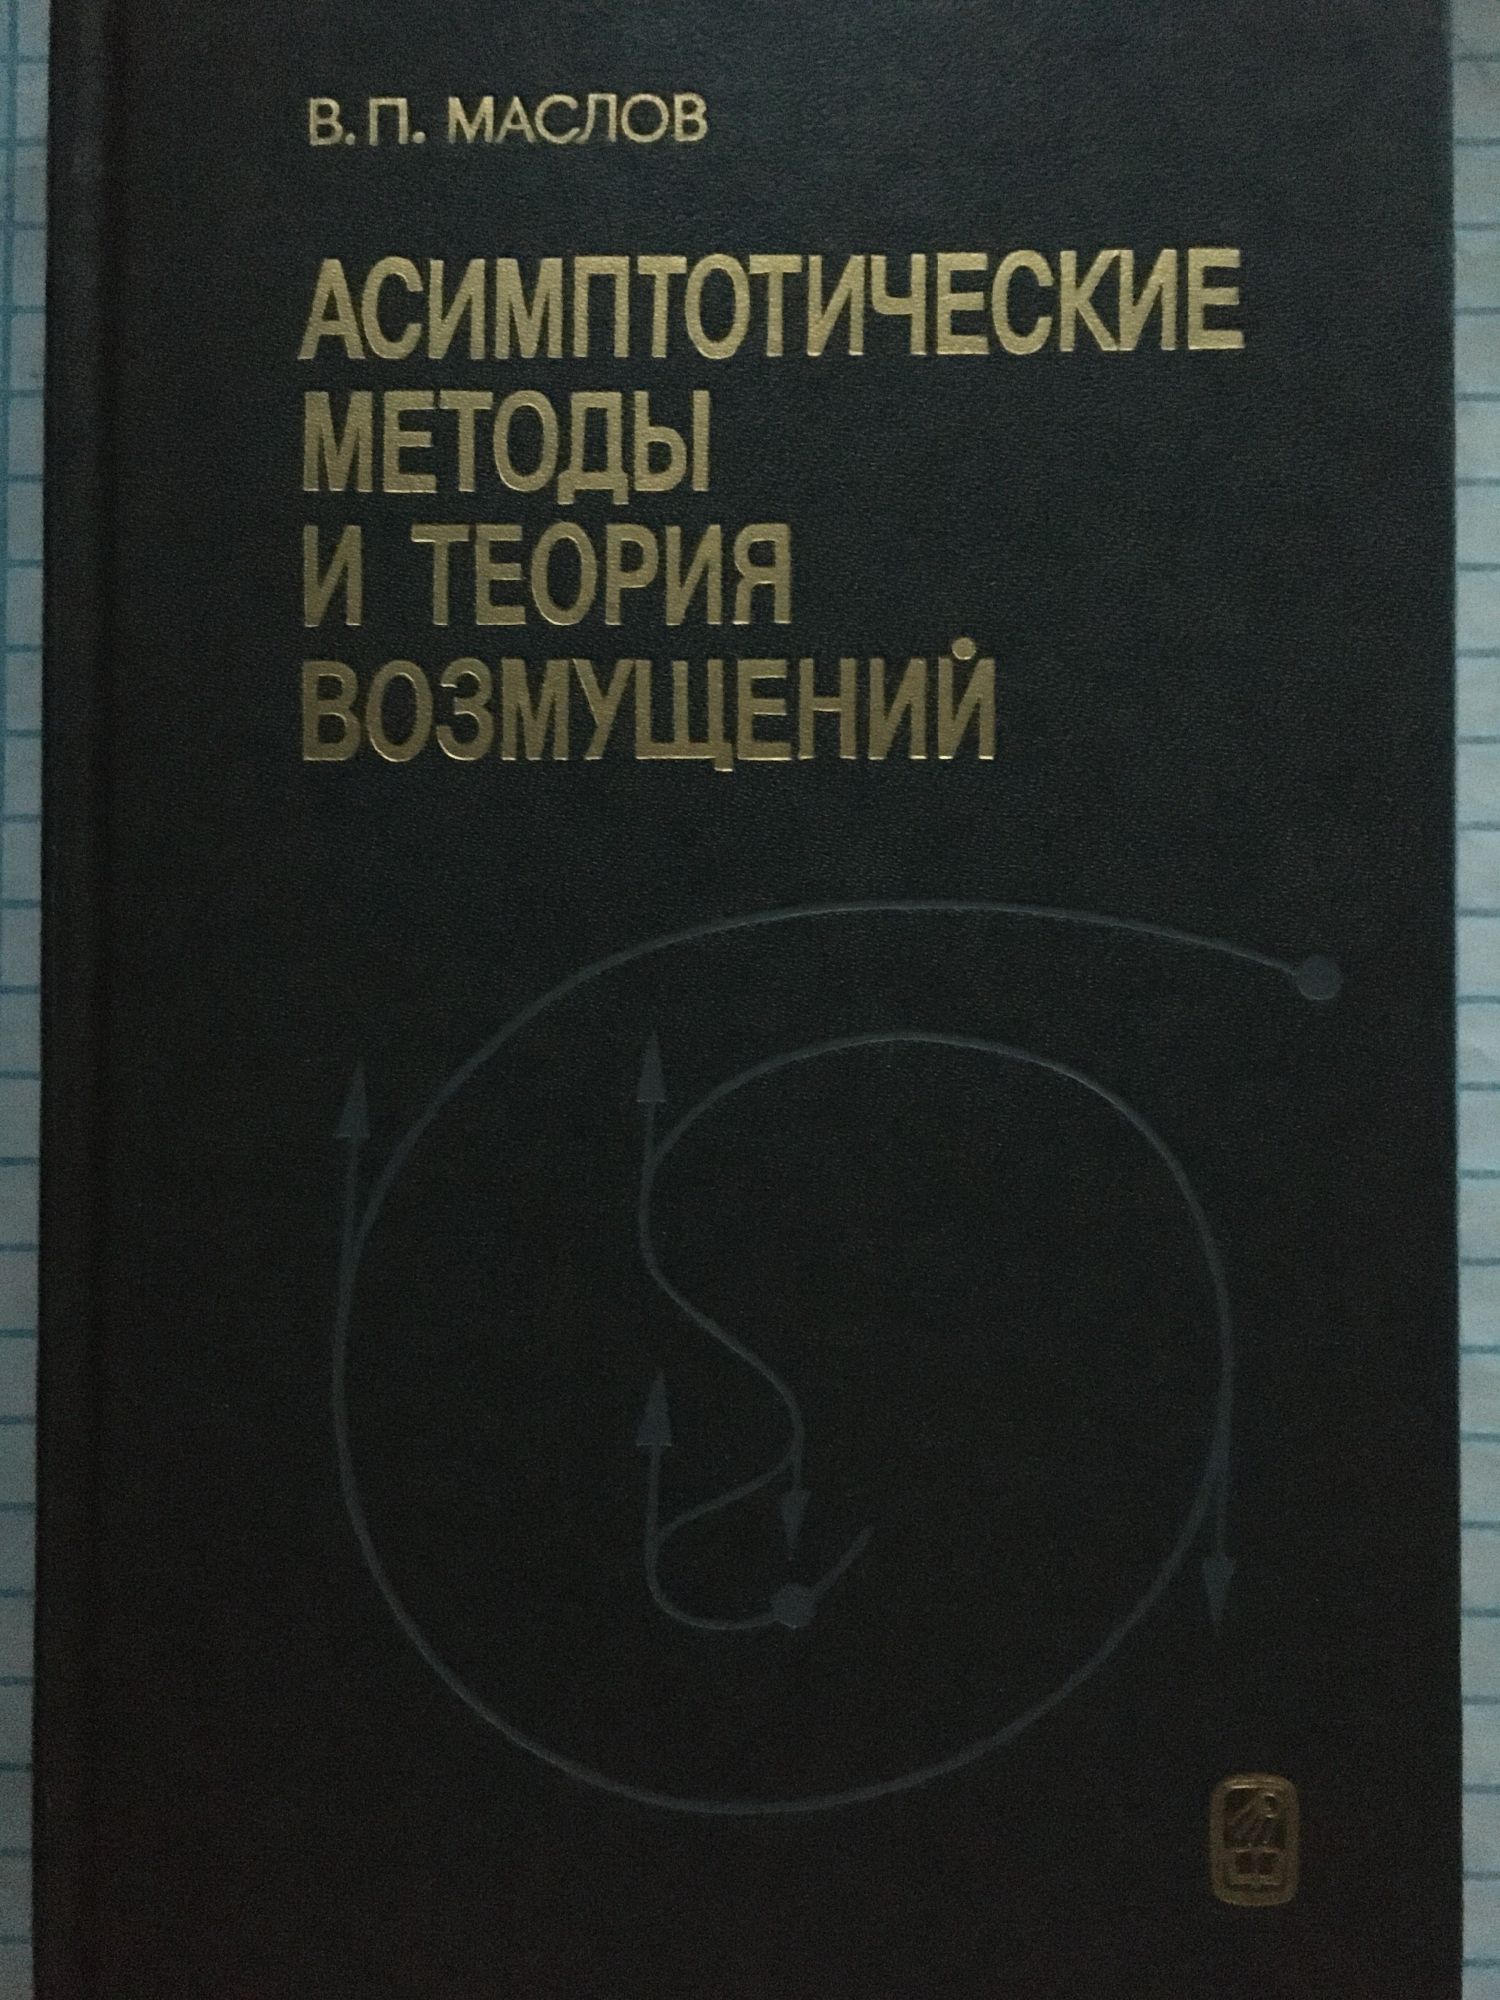 В.П. МАСЛОВ
АСИМПТОТИЧЕСКИЕ
МЕТОДЫ
И ТЕОРИЯ
ВОЗМУЩЕНИЙ